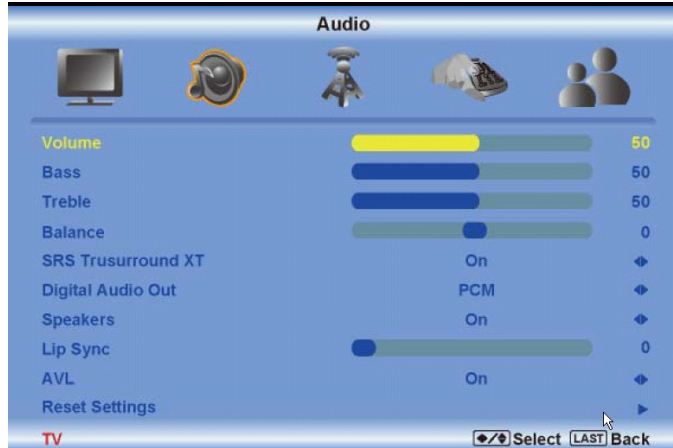 Audio
Volume 50
Bass 50
Treble 50
Balance 0
SRS Trusurround XT On
Digital Audio Out PCM
Speakers On
Lip Sync 0
AVL On
Reset Settings
TV Select LAST Back